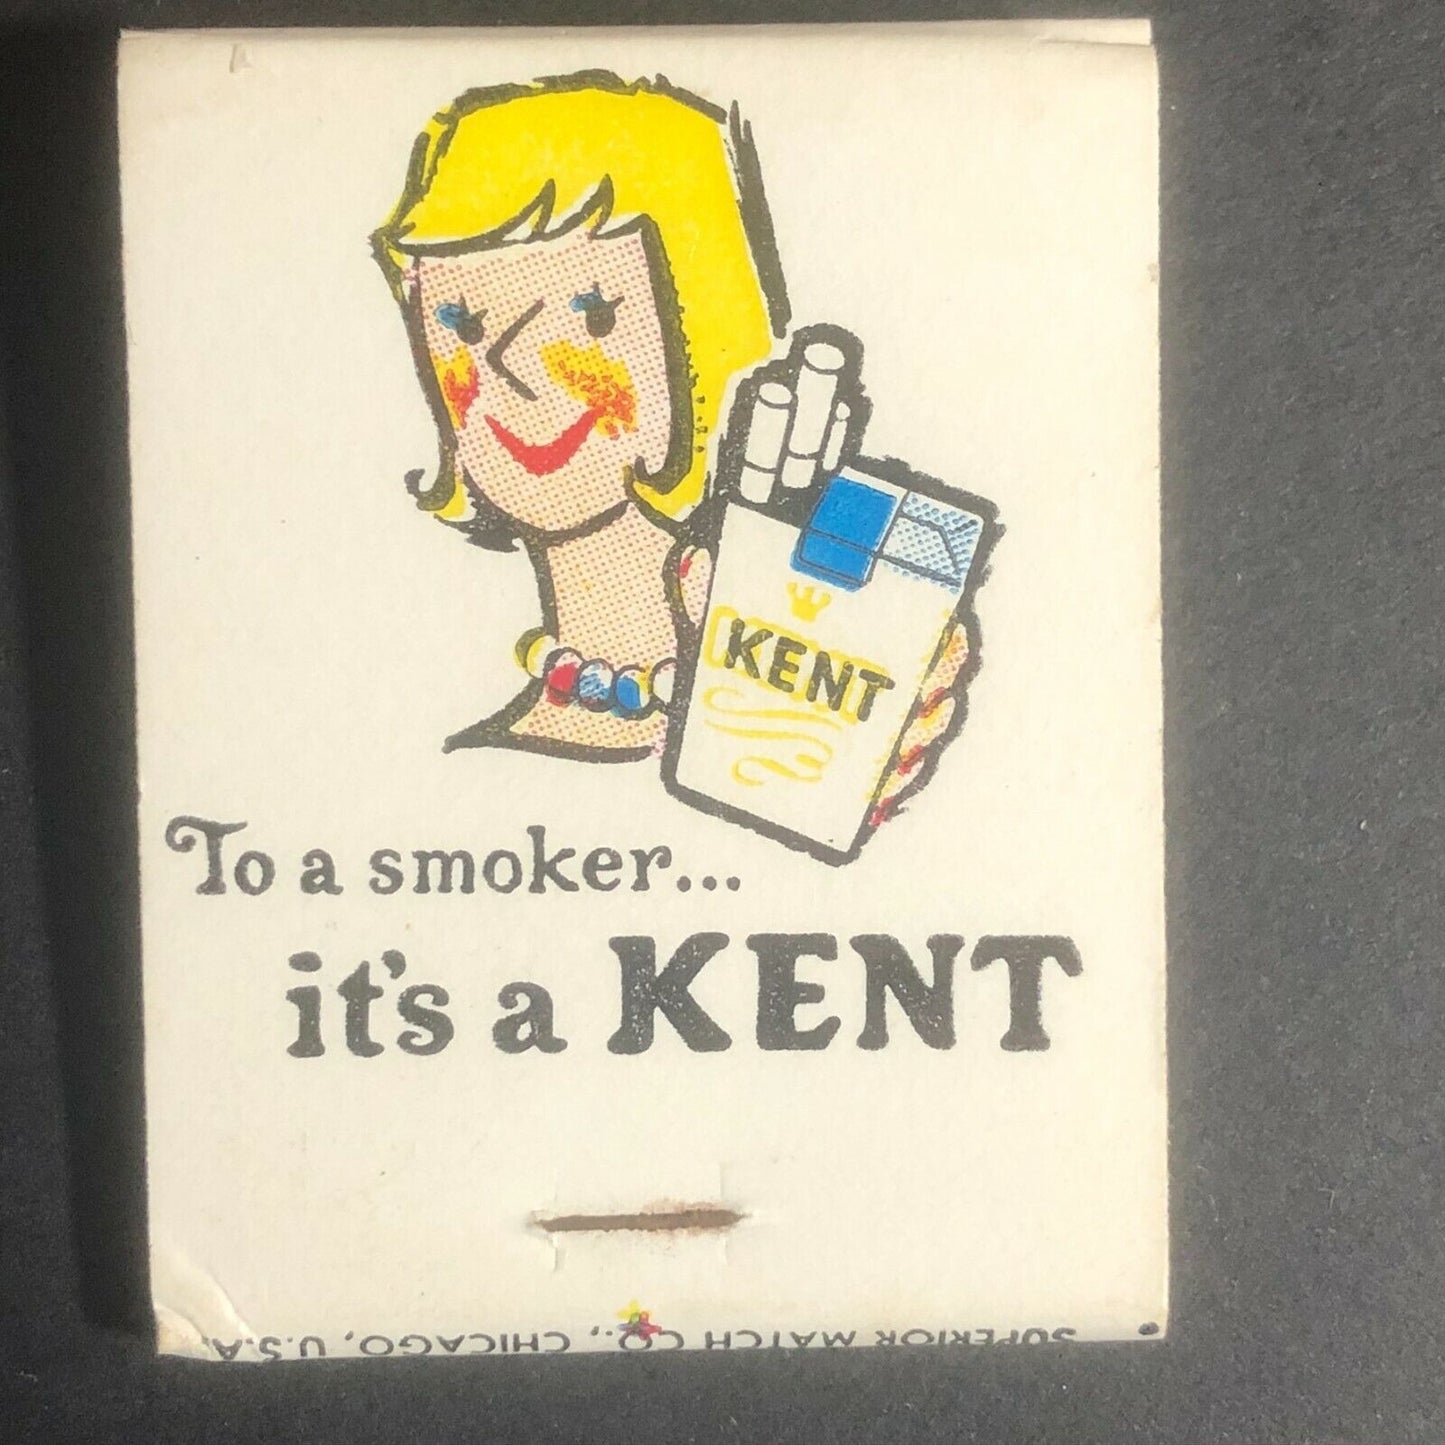 KENT
To a smoker...
it's a KENT
SUPERIOR MATCH CO., CHICAGO, U.S.A.